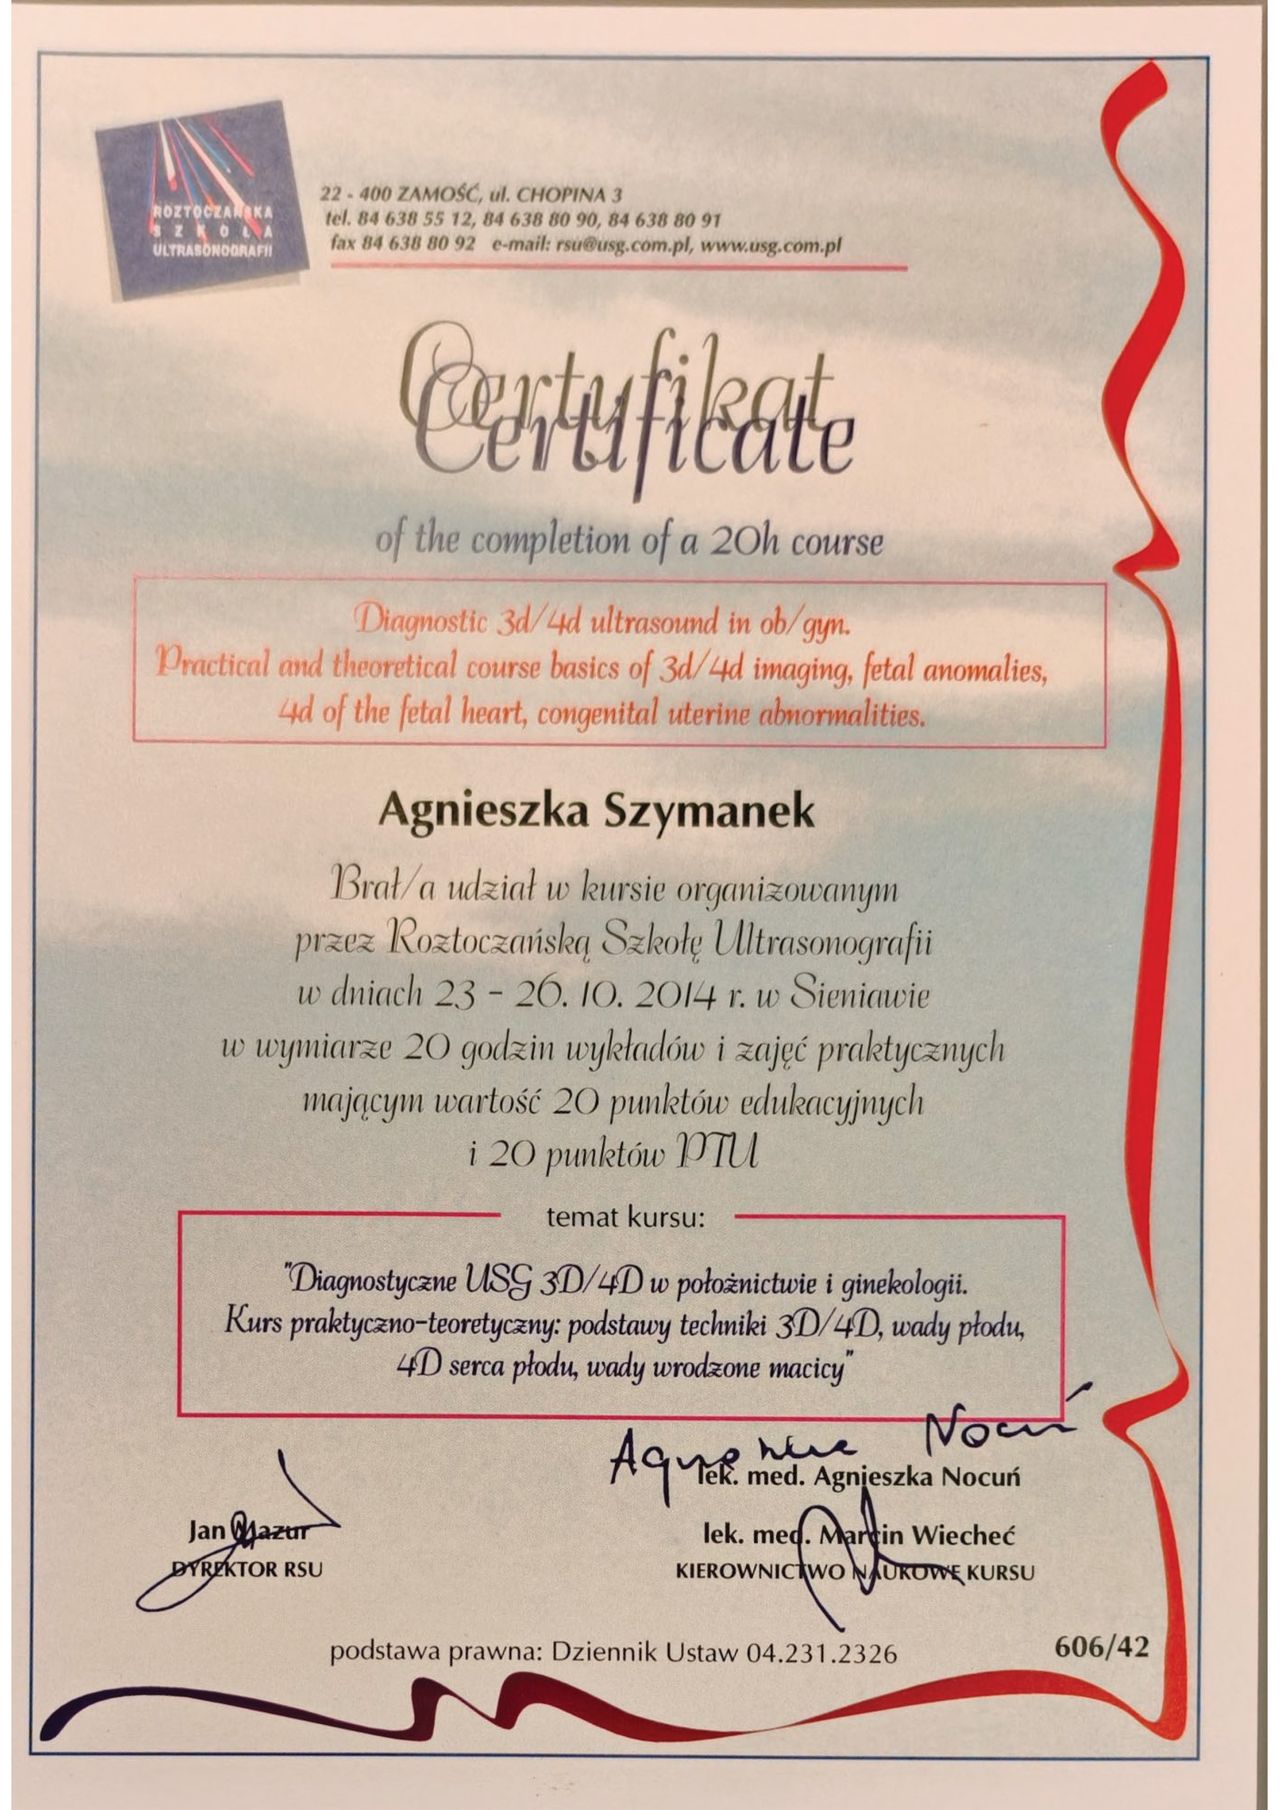 ROZTOCZAŃSKA
SZKOŁA
ULTRASONOGRAFII
22 - 400 ZAMOŚĆ, ul. CHOPINA 3
tel. 84 638 55 12, 84 638 80 90, 84 638 80 91
fax 84 638 80 92 e-mail: rsu@usg.com.pl, www.usg.com.pl
Certyfikat
Certificate
of the completion of a 20h course
Diagnostic 3d/4d ultrasound in ob/gyn.
Practical and theoretical course basics of 3d/4d imaging, fetal anomalies,
4d of the fetal heart, congenital uterine abnormalities.
Agnieszka Szymanek
Brał/a udział w kursie organizowanym
przez Roztoczańską Szkołę Ultrasonografii
w dniach 23 - 26. 10. 2014 r. w Sieniawie
w wymiarze 20 godzin wykładów i zajęć praktycznych
mającym wartość 20 punktów edukacyjnych
i 20 punktów PTU
temat kursu:
"Diagnostyczne USG 3D/4D w położnictwie i ginekologii.
Kurs praktyczno-teoretyczny: podstawy techniki 3D/4D, wady płodu,
4D serca płodu, wady wrodzone macicy"
Agnieszka Nocuń
lek. med. Agnieszka Nocuń
Jan Mazur
DYREKTOR RSU
lek. med. Marcin Wiecheć
KIEROWNICTWO NAUKOWE KURSU
podstawa prawna: Dziennik Ustaw 04.231.2326
606/42